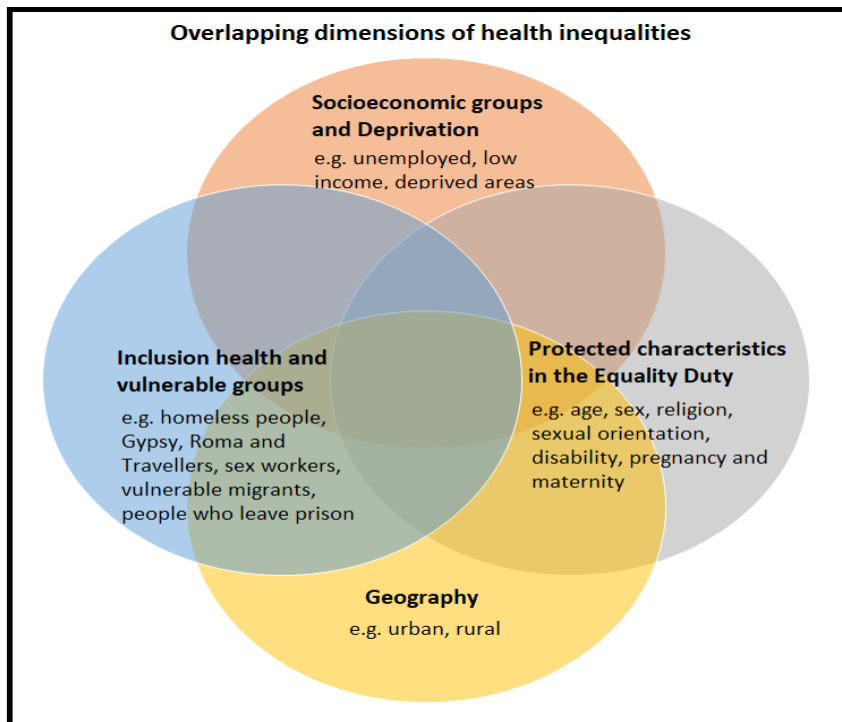 Overlapping dimensions of health inequalities
Socioeconomic groups
and Deprivation
e.g. unemployed, low
income, deprived areas
Inclusion health and
vulnerable groups
e.g. homeless people,
Gypsy, Roma and
Travellers, sex workers,
vulnerable migrants,
people who leave prison
Protected characteristics
in the Equality Duty
e.g. age, sex, religion,
sexual orientation,
disability, pregnancy and
maternity
Geography
e.g. urban, rural